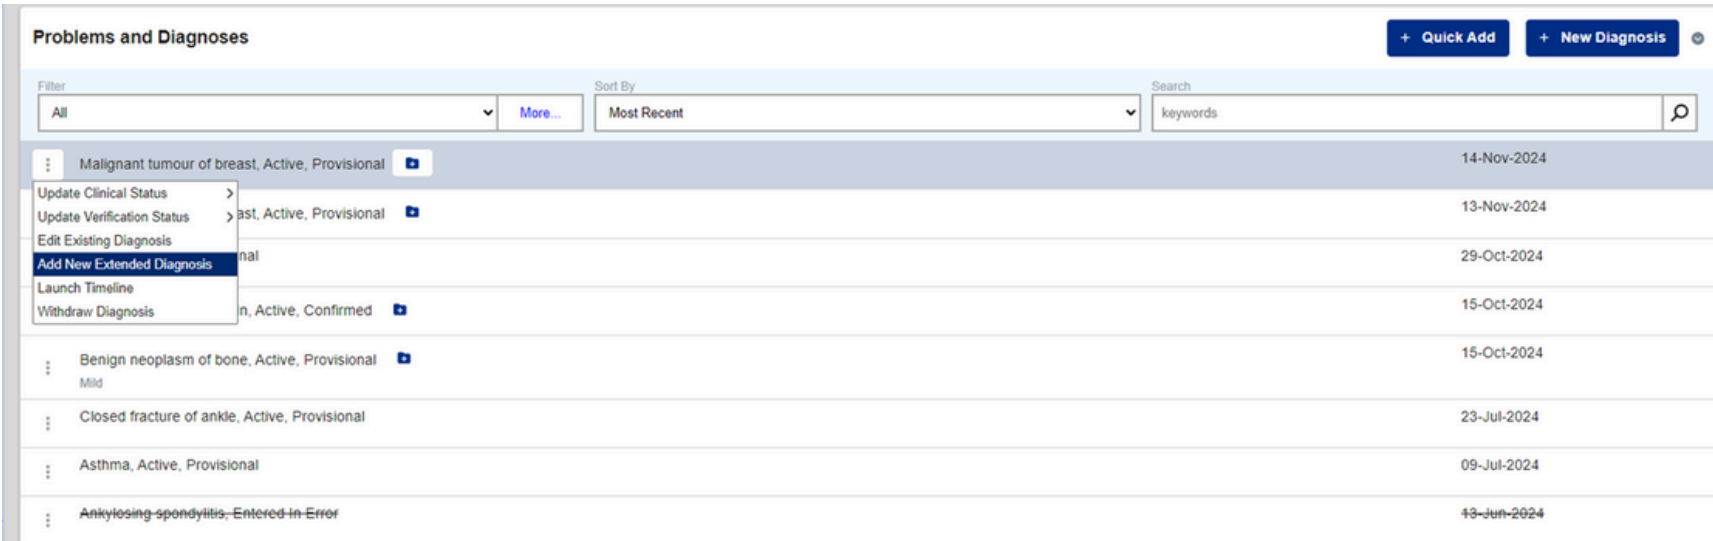 Problems and Diagnoses
+ Quick Add
+ New Diagnosis
Filter
Sort By
Search
All
More...
Most Recent
keywords
Malignant tumour of breast, Active, Provisional
14-Nov-2024
Update Clinical Status
Update Verification Status
ast, Active, Provisional
13-Nov-2024
Edit Existing Diagnosis
Add New Extended Diagnosis
nal
29-Oct-2024
Launch Timeline
Withdraw Diagnosis
n, Active, Confirmed
15-Oct-2024
Benign neoplasm of bone, Active, Provisional
15-Oct-2024
Mild
Closed fracture of ankle, Active, Provisional
23-Jul-2024
Asthma, Active, Provisional
09-Jul-2024
Ankylosing spondylitis, Entered In Error
13-Jun-2024